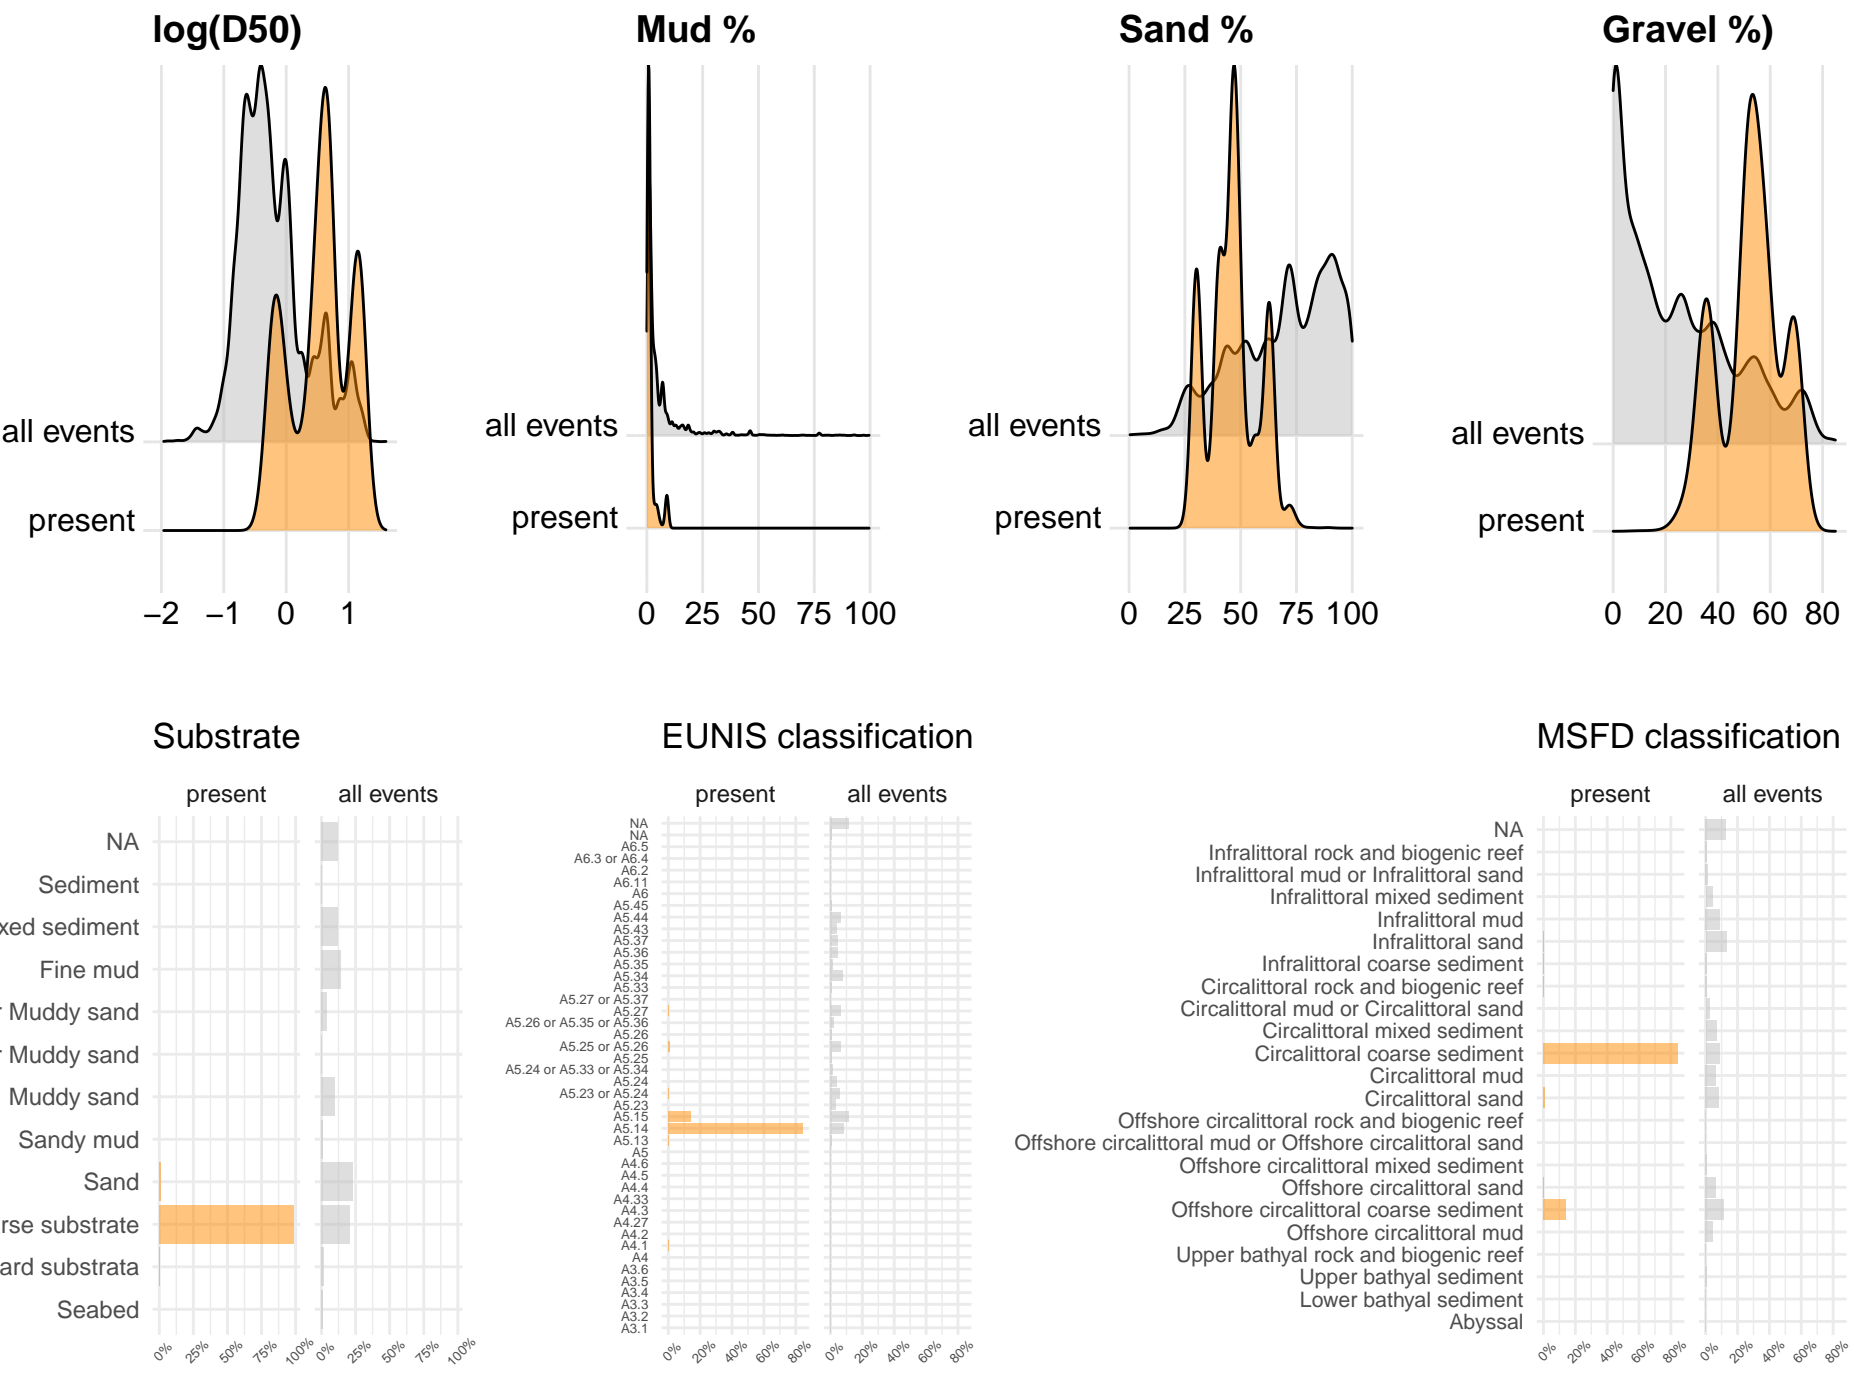 log(D50)
Mud %
Sand %
Gravel %)
all events
present
−2 −1 0 1
all events
present
0 25 50 75 100
all events
present
0 25 50 75 100
all events
present
0 20 40 60 80
Substrate
present all events
NA
Sediment
xed sediment
Fine mud
r Muddy sand
r Muddy sand
Muddy sand
Sandy mud
Sand
rse substrate
ard substrata
Seabed
0% 25% 50% 75% 100% 0% 25% 50% 75% 100%
EUNIS classification
present all events
NA
NA
A6.5
A6.3 or A6.4
A6.2
A6.11
A6
A5.45
A5.44
A5.43
A5.37
A5.36
A5.35
A5.34
A5.33
A5.27 or A5.37
A5.27
A5.26 or A5.35 or A5.36
A5.26
A5.25 or A5.26
A5.25
A5.24 or A5.33 or A5.34
A5.24
A5.23 or A5.24
A5.23
A5.15
A5.14
A5.13
A5
A4.6
A4.5
A4.4
A4.33
A4.3
A4.27
A4.2
A4.1
A4
A3.6
A3.5
A3.4
A3.3
A3.2
A3.1
0% 20% 40% 60% 80% 0% 20% 40% 60% 80%
MSFD classification
present all events
NA
Infralittoral rock and biogenic reef
Infralittoral mud or Infralittoral sand
Infralittoral mixed sediment
Infralittoral mud
Infralittoral sand
Infralittoral coarse sediment
Circalittoral rock and biogenic reef
Circalittoral mud or Circalittoral sand
Circalittoral mixed sediment
Circalittoral coarse sediment
Circalittoral mud
Circalittoral sand
Offshore circalittoral rock and biogenic reef
Offshore circalittoral mud or Offshore circalittoral sand
Offshore circalittoral mixed sediment
Offshore circalittoral sand
Offshore circalittoral coarse sediment
Offshore circalittoral mud
Upper bathyal rock and biogenic reef
Upper bathyal sediment
Lower bathyal sediment
Abyssal
0% 20% 40% 60% 80% 0% 20% 40% 60% 80%